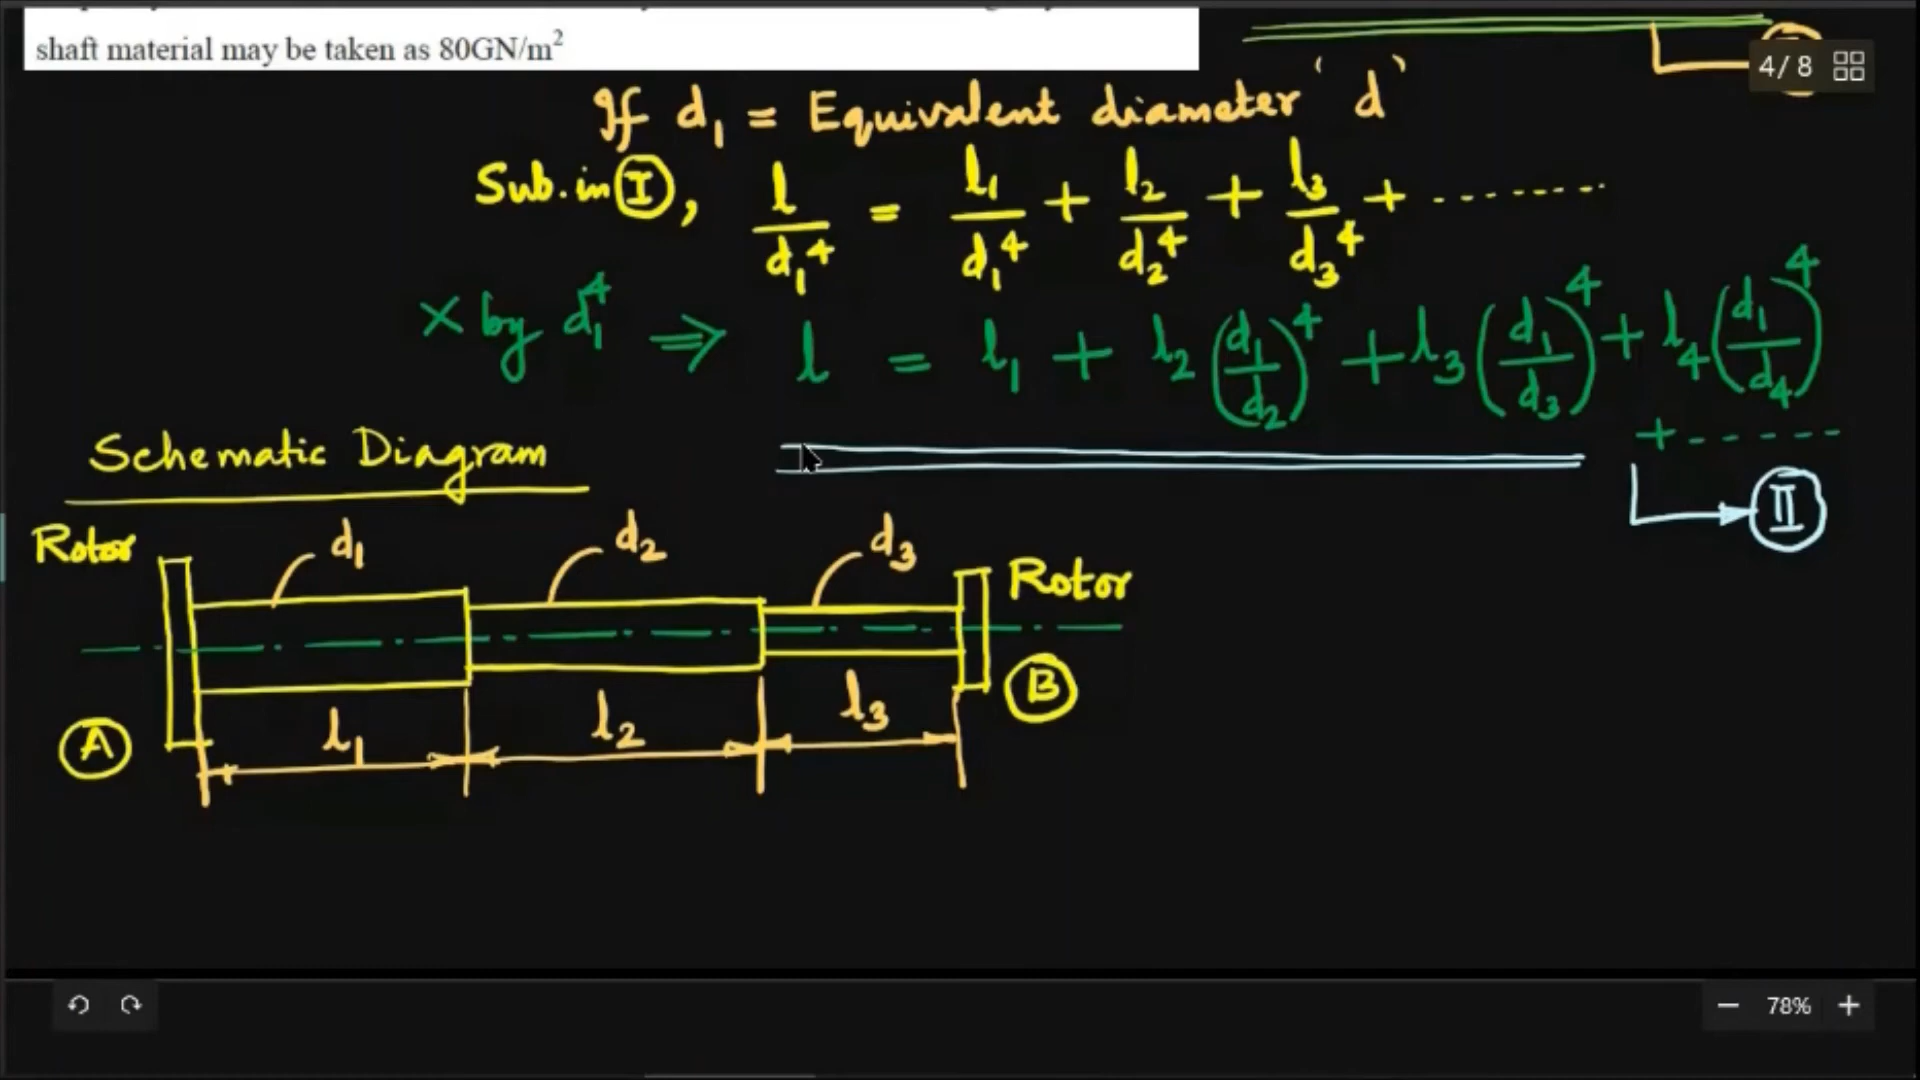 shaft material may be taken as 80GN/m²
4/8
If d₁ = Equivalent diameter 'd'
Sub. in Ⓘ, l/d₁⁴ = l₁/d₁⁴ + l₂/d₂⁴ + l₃/d₃⁴ + --------
× by d₁⁴ ⇒ l = l₁ + l₂(d₁/d₂)⁴ + l₃(d₁/d₃)⁴ + l₄(d₁/d₄)⁴
+ ------
II
Schematic Diagram
Rotor d₁ d₂ d₃ Rotor
A l₁ l₂ l₃ B
78%